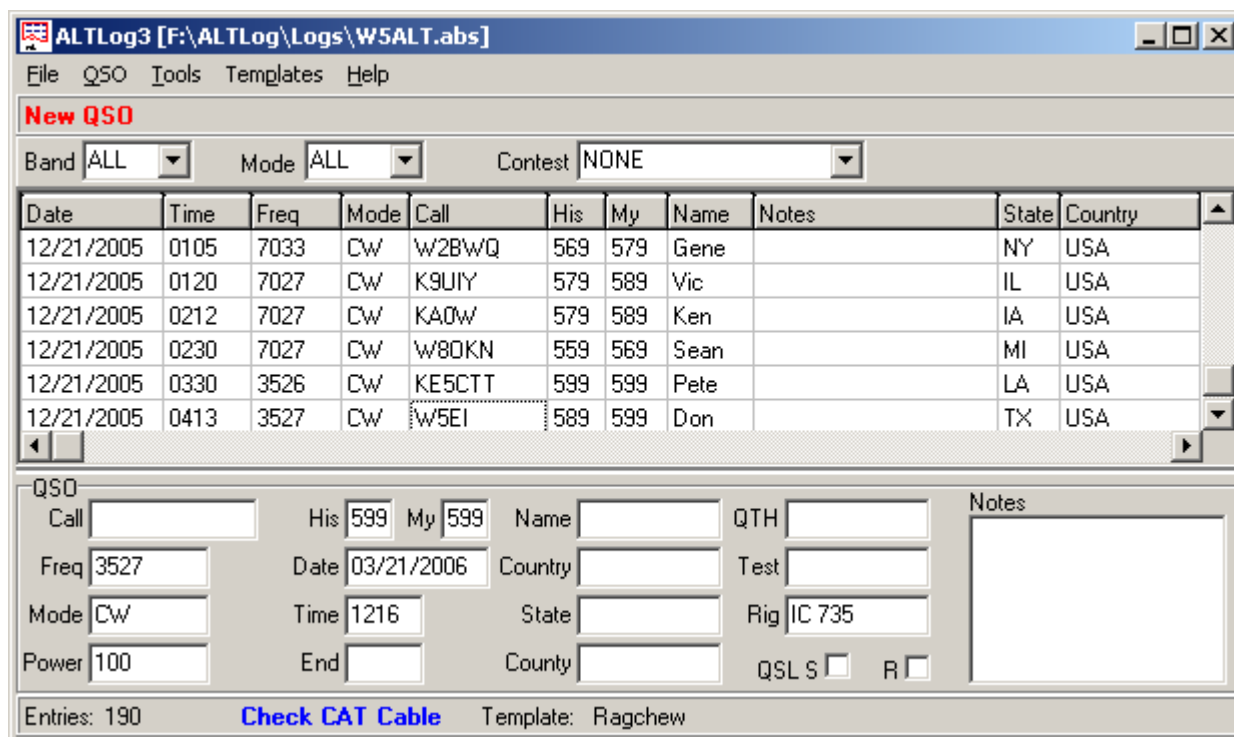 ALTLog3 [F:\ALTLog\Logs\W5ALT.abs]
File QSO Tools Templates Help
New QSO
Band ALL Mode ALL Contest NONE
Date Time Freq Mode Call His My Name Notes State Country
12/21/2005 0105 7033 CW W2BWQ 569 579 Gene NY USA
12/21/2005 0120 7027 CW K9UIY 579 589 Vic IL USA
12/21/2005 0212 7027 CW KA0W 579 589 Ken IA USA
12/21/2005 0230 7027 CW W8OKN 559 569 Sean MI USA
12/21/2005 0330 3526 CW KE5CTT 599 599 Pete LA USA
12/21/2005 0413 3527 CW W5EI 589 599 Don TX USA
QSO
Call His 599 My 599 Name QTH Notes
Freq 3527 Date 03/21/2006 Country Test
Mode CW Time 1216 State Rig IC 735
Power 100 End County QSL S R
Entries: 190 Check CAT Cable Template: Ragchew